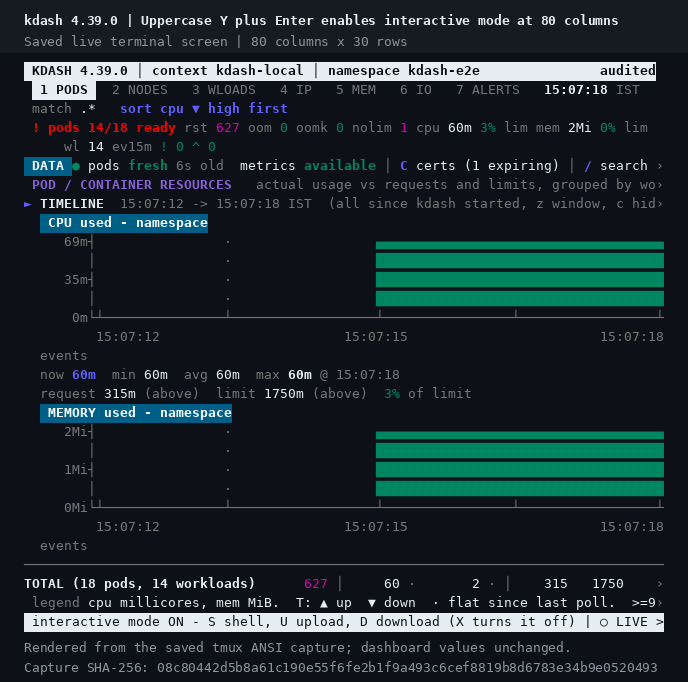 kdash 4.39.0 | Uppercase Y plus Enter enables interactive mode at 80 columns
Saved live terminal screen | 80 columns x 30 rows
KDASH 4.39.0 │ context kdash-local │ namespace kdash-e2e audited
1 PODS 2 NODES 3 WLOADS 4 IP 5 MEM 6 IO 7 ALERTS 15:07:18 IST
match .* sort cpu ▼ high first
! pods 14/18 ready rst 627 oom 0 oomk 0 nolim 1 cpu 60m 3% lim mem 2Mi 0% lim
wl 14 ev15m ! 0 ^ 0
DATA ● pods fresh 6s old metrics available │ C certs (1 expiring) │ / search ›
POD / CONTAINER RESOURCES actual usage vs requests and limits, grouped by wo›
► TIMELINE 15:07:12 -> 15:07:18 IST (all since kdash started, z window, c hid›
CPU used - namespace
69m
35m
0m
15:07:12 15:07:15 15:07:18
events
now 60m min 60m avg 60m max 60m @ 15:07:18
request 315m (above) limit 1750m (above) 3% of limit
MEMORY used - namespace
2Mi
1Mi
0Mi
15:07:12 15:07:15 15:07:18
events
TOTAL (18 pods, 14 workloads) 627 │ 60 · 2 · │ 315 1750 ›
legend cpu millicores, mem MiB. T: ▲ up ▼ down · flat since last poll. >=9›
interactive mode ON - S shell, U upload, D download (X turns it off) | ○ LIVE >
Rendered from the saved tmux ANSI capture; dashboard values unchanged.
Capture SHA-256: 08c80442d5b8a61c190e55f6fe2b1f9a493c6cef8819b8d6783e34b9e0520493